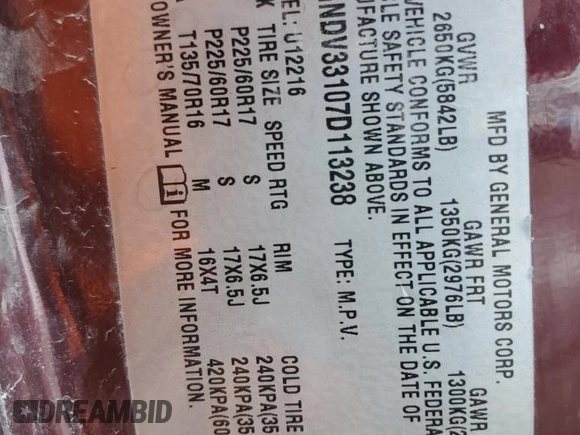 MFD BY GENERAL MOTORS CORP.
GVWR GAWR FRT GAWR
2650KG(5842LB) 1350KG(2976LB) 1300KG(2
VEHICLE CONFORMS TO ALL APPLICABLE U.S. FEDERA
LE SAFETY STANDARDS IN EFFECT ON THE DATE OF
UFACTURE SHOWN ABOVE.
GNDV33107D113238 TYPE: M.P.V.
EL: U12216
TIRE SIZE SPEED RTG RIM COLD TIRE
P225/60R17 S 17X6.5J 240KPA(35
P225/60R17 S 17X6.5J 240KPA(35
T135/70R16 M 16X4T 420KPA(60
OWNER'S MANUAL i FOR MORE INFORMATION.
DREAMBID